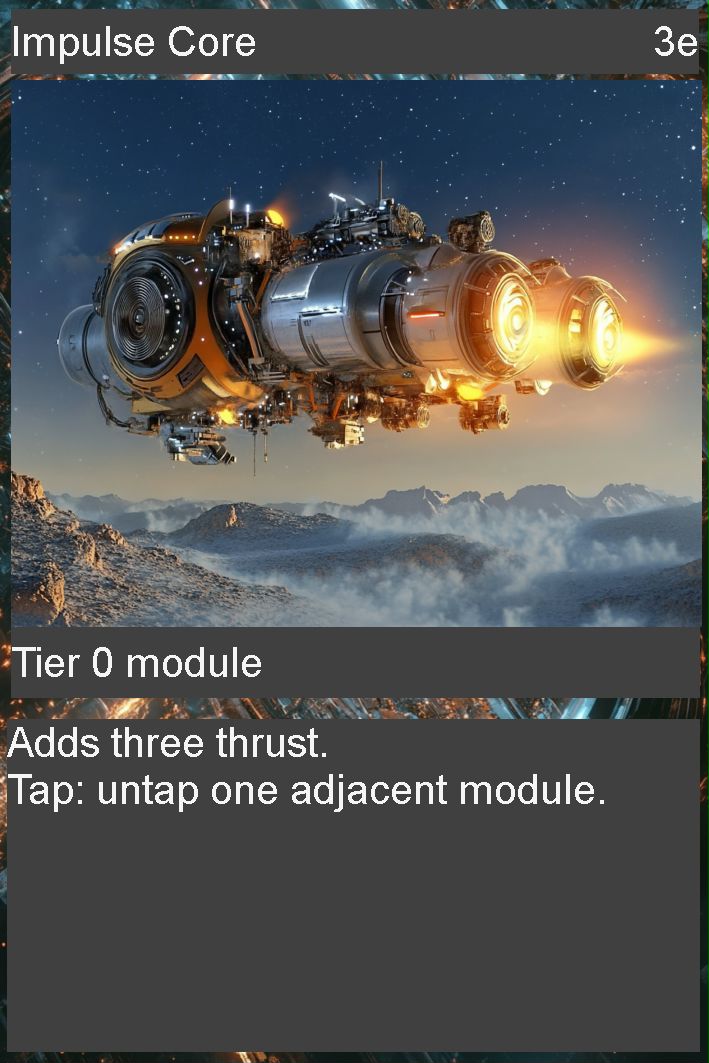 Impulse Core 3e
Tier 0 module
Adds three thrust.
Tap: untap one adjacent module.